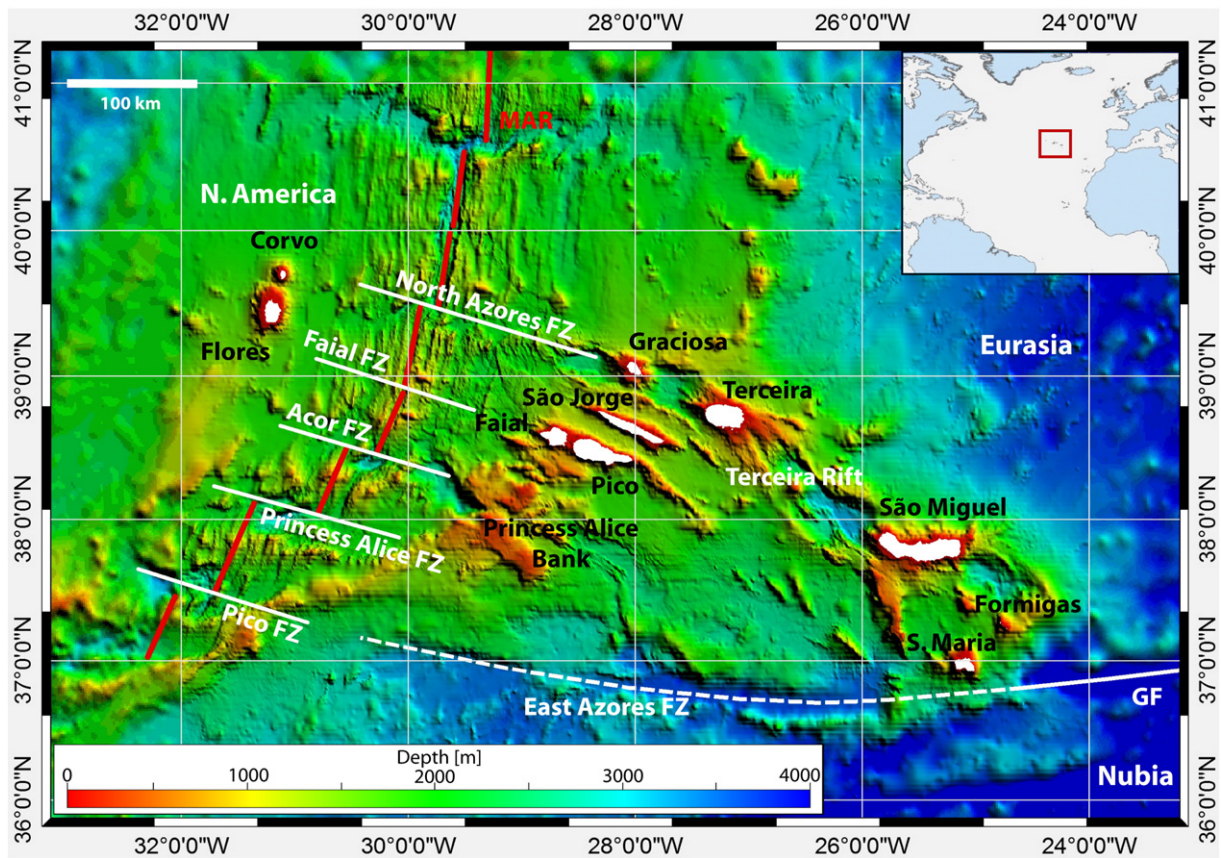 32°0'0"W 30°0'0"W 28°0'0"W 26°0'0"W 24°0'0"W
41°0'0"N
40°0'0"N
39°0'0"N
38°0'0"N
37°0'0"N
36°0'0"N
100 km
MAR
N. America
Corvo
Flores
North Azores FZ
Faial FZ
Acor FZ
Princess Alice FZ
Pico FZ
Graciosa
São Jorge
Terceira
Faial
Pico
Terceira Rift
Eurasia
Princess Alice
Bank
São Miguel
Formigas
S. Maria
East Azores FZ
GF
Nubia
Depth [m]
0 1000 2000 3000 4000
41°0'0"N
40°0'0"N
39°0'0"N
38°0'0"N
37°0'0"N
36°0'0"N
32°0'0"W 30°0'0"W 28°0'0"W 26°0'0"W 24°0'0"W